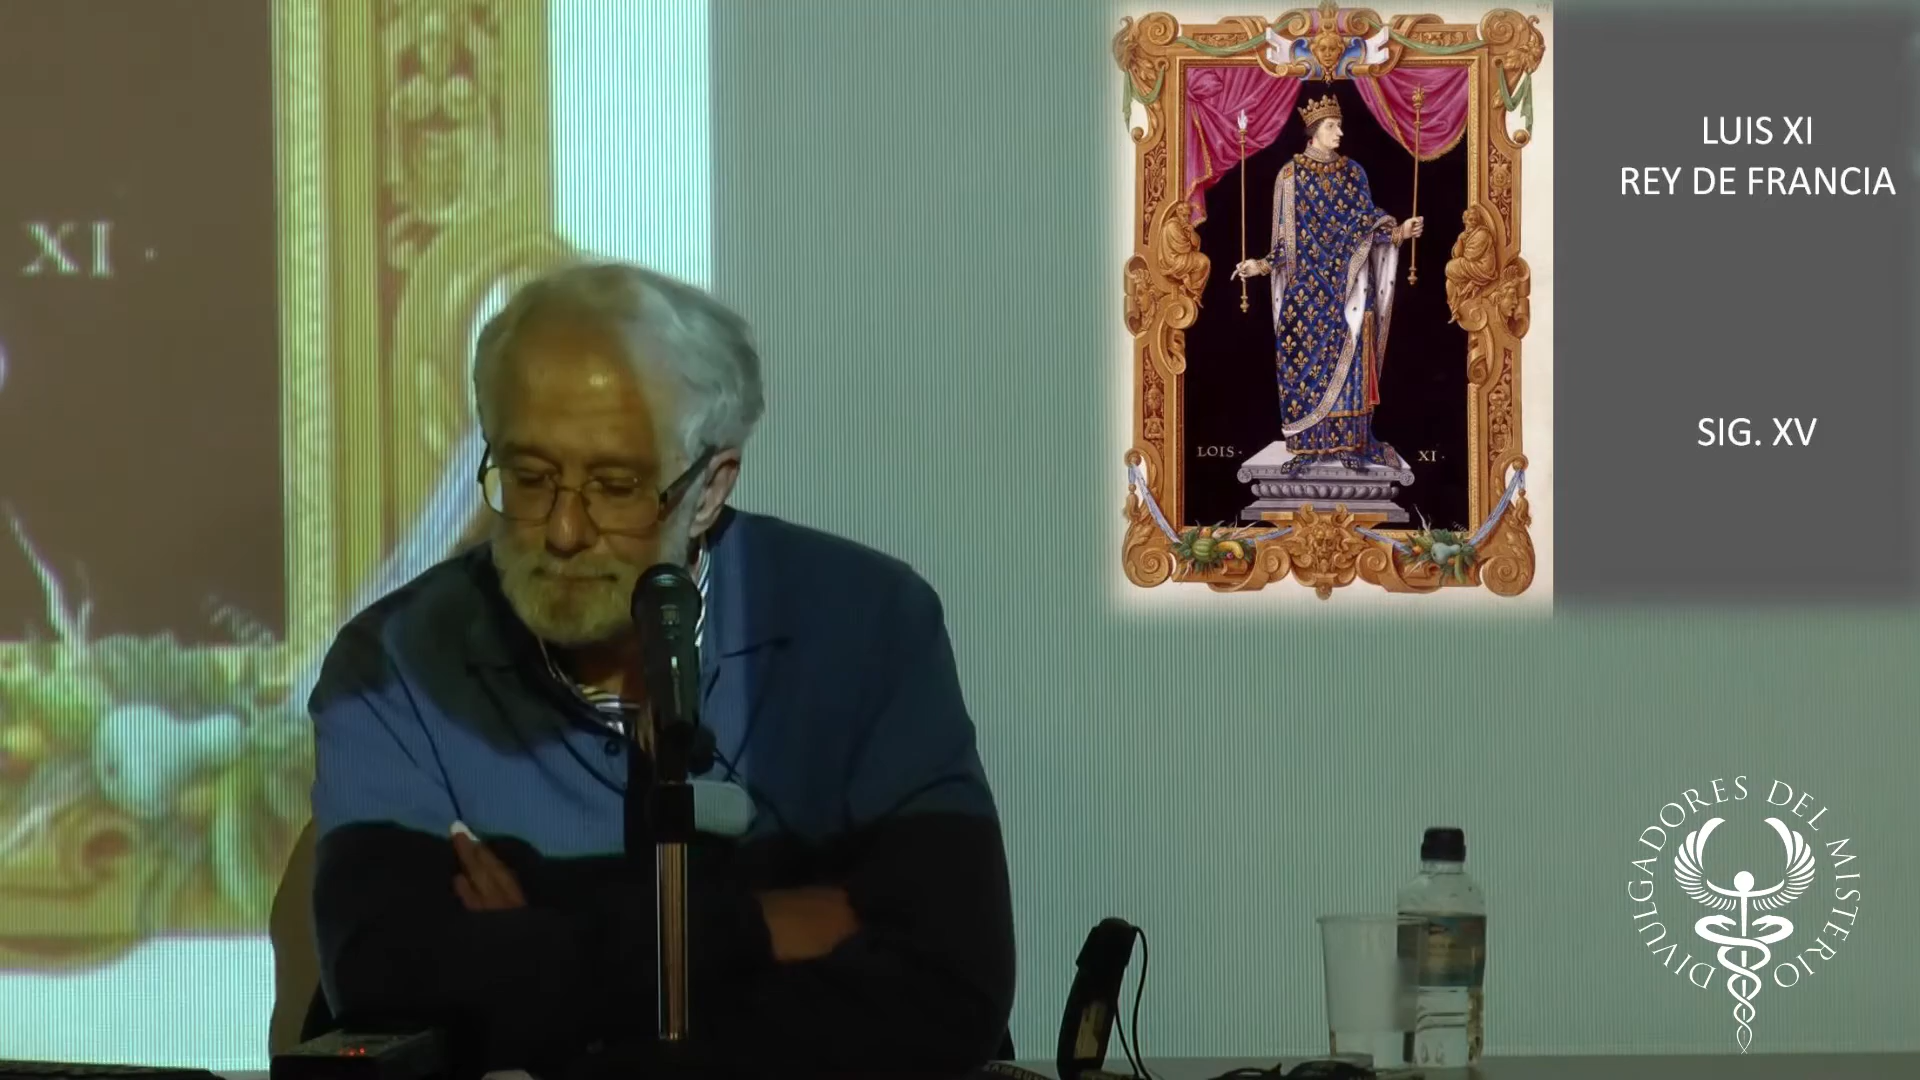 XI ·
LUIS XI
REY DE FRANCIA
LOIS · XI ·
SIG. XV
DIVULGADORES DEL MISTERIO